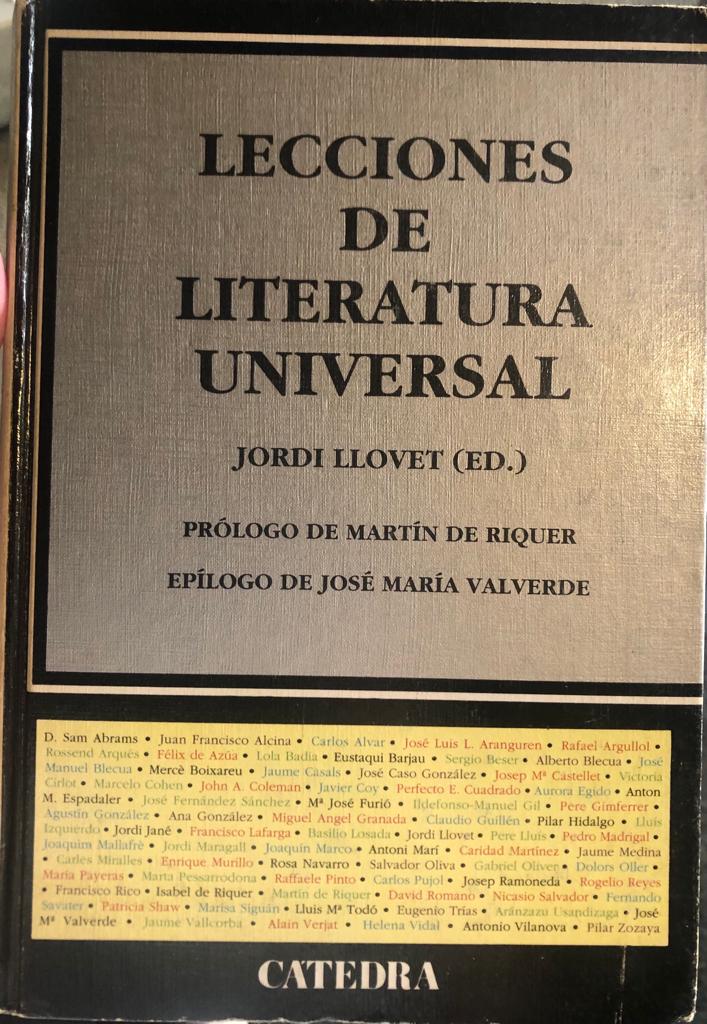 LECCIONES
DE
LITERATURA
UNIVERSAL
JORDI LLOVET (ED.)
PRÓLOGO DE MARTÍN DE RIQUER
EPÍLOGO DE JOSÉ MARÍA VALVERDE
D. Sam Abrams • Juan Francisco Alcina • Carlos Alvar • José Luis L. Aranguren • Rafael Argullol •
Rossend Arqués • Félix de Azúa • Lola Badia • Eustaqui Barjau • Sergio Beser • Alberto Blecua • José
Manuel Blecua • Mercè Boixareu • Jaume Casals • José Caso González • Josep Mª Castellet • Victoria
Cirlot • Marcelo Cohen • John A. Coleman • Javier Coy • Perfecto E. Cuadrado • Aurora Egido • Anton
M. Espadaler • José Fernández Sánchez • Mª José Furió • Ildefonso-Manuel Gil • Pere Gimferrer •
Agustín González • Ana González • Miguel Angel Granada • Claudio Guillén • Pilar Hidalgo • Lluís
Izquierdo • Jordi Jané • Francisco Lafarga • Basilio Losada • Jordi Llovet • Pere Lluís • Pedro Madrigal •
Joaquim Mallafrè • Jordi Maragall • Joaquín Marco • Antoni Marí • Caridad Martínez • Jaume Medina
• Carles Miralles • Enrique Murillo • Rosa Navarro • Salvador Oliva • Gabriel Oliver • Dolors Oller •
María Payeras • Marta Pessarrodona • Raffaele Pinto • Carlos Pujol • Josep Ramoneda • Rogelio Reyes
• Francisco Rico • Isabel de Riquer • Martín de Riquer • David Romano • Nicasio Salvador • Fernando
Savater • Patricia Shaw • Marisa Siguán • Lluís Mª Todó • Eugenio Trías • Aránzazu Usandizaga • José
Mª Valverde • Jaume Vallcorba • Alain Verjat • Helena Vidal • Antonio Vilanova • Pilar Zozaya
CATEDRA